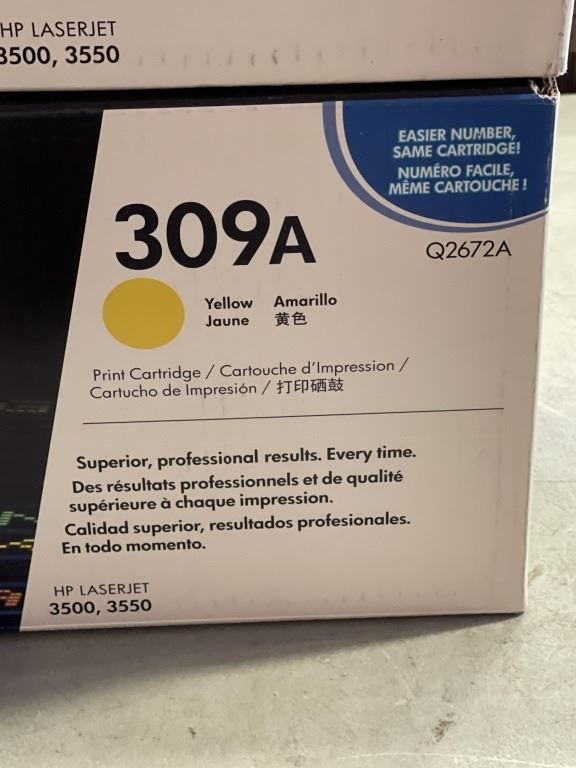 HP LASERJET
3500, 3550
EASIER NUMBER,
SAME CARTRIDGE!
NUMÉRO FACILE,
MÊME CARTOUCHE !
309A
Q2672A
Yellow Amarillo
Jaune 黄色
Print Cartridge / Cartouche d'Impression /
Cartucho de Impresión / 打印硒鼓
Superior, professional results. Every time.
Des résultats professionnels et de qualité
supérieure à chaque impression.
Calidad superior, resultados profesionales.
En todo momento.
HP LASERJET
3500, 3550